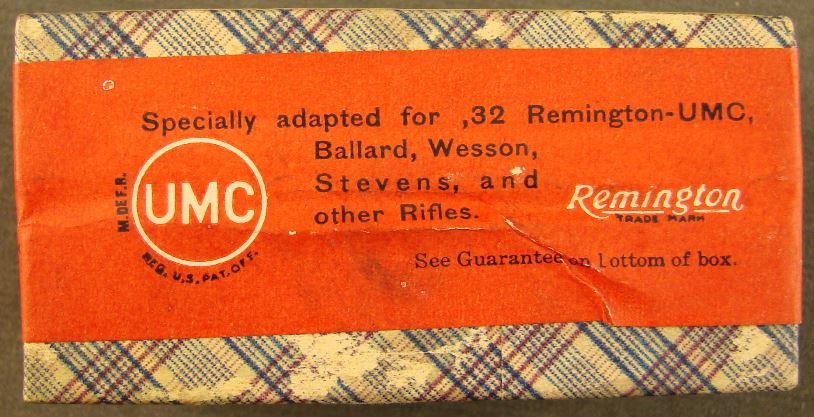 Specially adapted for ,32 Remington-UMC,
Ballard, Wesson,
Stevens, and
other Rifles.
M. DE F.R.
UMC
REG. U.S. PAT. OFF.
Remington
TRADE MARK
See Guarantee on bottom of box.